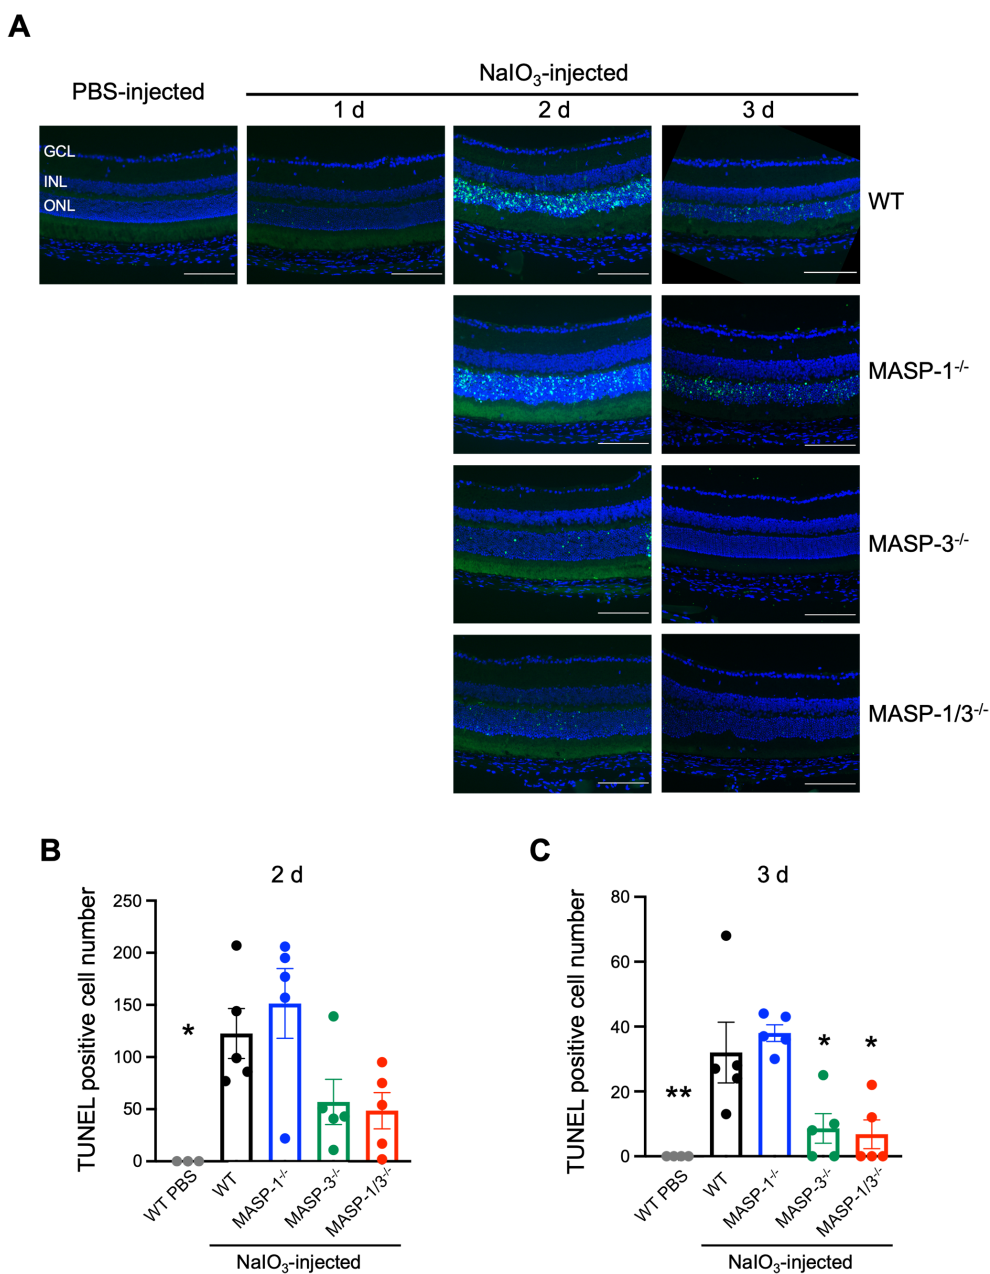 A
PBS-injected
NaIO₃-injected
1 d
2 d
3 d
GCL
INL
ONL
WT
MASP-1⁻/⁻
MASP-3⁻/⁻
MASP-1/3⁻/⁻
B
2 d
TUNEL positive cell number
250
200
150
100
50
0
*
WT PBS
WT
MASP-1⁻/⁻
MASP-3⁻/⁻
MASP-1/3⁻/⁻
NaIO₃-injected
C
3 d
TUNEL positive cell number
80
60
40
20
0
**
*
*
WT PBS
WT
MASP-1⁻/⁻
MASP-3⁻/⁻
MASP-1/3⁻/⁻
NaIO₃-injected